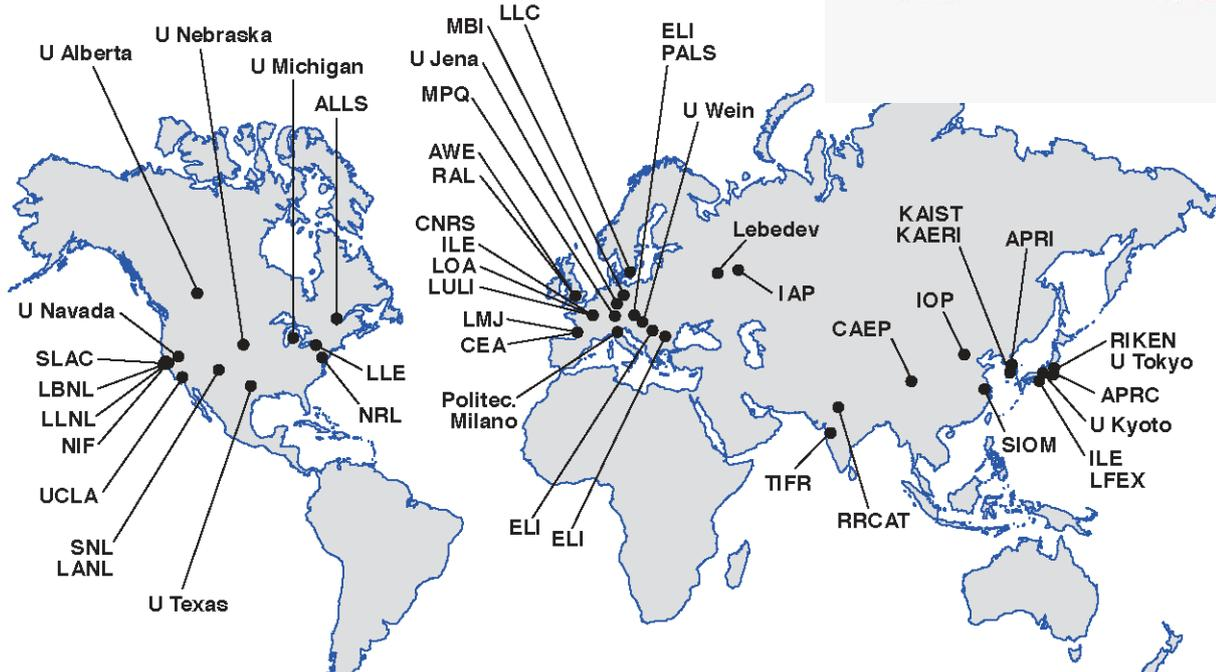 U Alberta
U Nebraska
U Michigan
ALLS
U Navada
SLAC
LBNL
LLNL
NIF
UCLA
SNL
LANL
U Texas
LLE
NRL
LLC
MBI
U Jena
MPQ
AWE
RAL
CNRS
ILE
LOA
LULI
LMJ
CEA
Politec.
Milano
ELI
ELI
ELI
PALS
U Wein
Lebedev
IAP
KAIST
KAERI
APRI
IOP
CAEP
TIFR
RRCAT
SIOM
RIKEN
U Tokyo
APRC
U Kyoto
ILE
LFEX